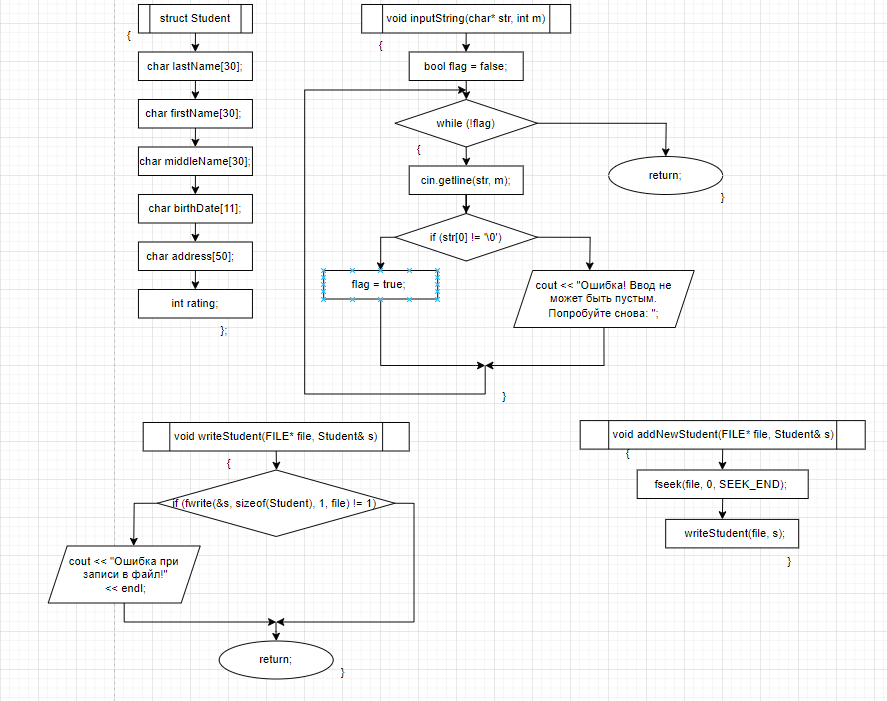 struct Student
{
char lastName[30];
char firstName[30];
char middleName[30];
char birthDate[11];
char address[50];
int rating;
};
void inputString(char* str, int m)
{
bool flag = false;
while (!flag)
{
return;
}
cin.getline(str, m);
if (str[0] != '\0')
flag = true;
cout << "Ошибка! Ввод не
может быть пустым.
Попробуйте снова: ";
}
void writeStudent(FILE* file, Student& s)
{
if (fwrite(&s, sizeof(Student), 1, file) != 1)
cout << "Ошибка при
записи в файл!"
<< endl;
return;
}
void addNewStudent(FILE* file, Student& s)
{
fseek(file, 0, SEEK_END);
writeStudent(file, s);
}